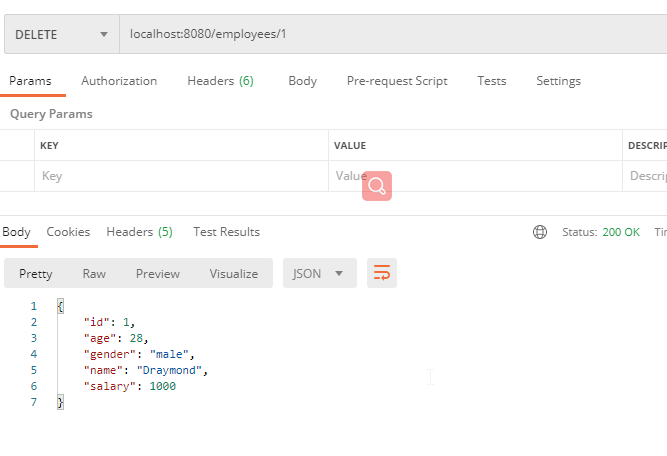 DELETE localhost:8080/employees/1
Params Authorization Headers (6) Body Pre-request Script Tests Settings
Query Params
KEY VALUE DESCRIP
Key Value Descrip
Body Cookies Headers (5) Test Results Status: 200 OK Tir
Pretty Raw Preview Visualize JSON
1 {
2 "id": 1,
3 "age": 28,
4 "gender": "male",
5 "name": "Draymond",
6 "salary": 1000
7 }